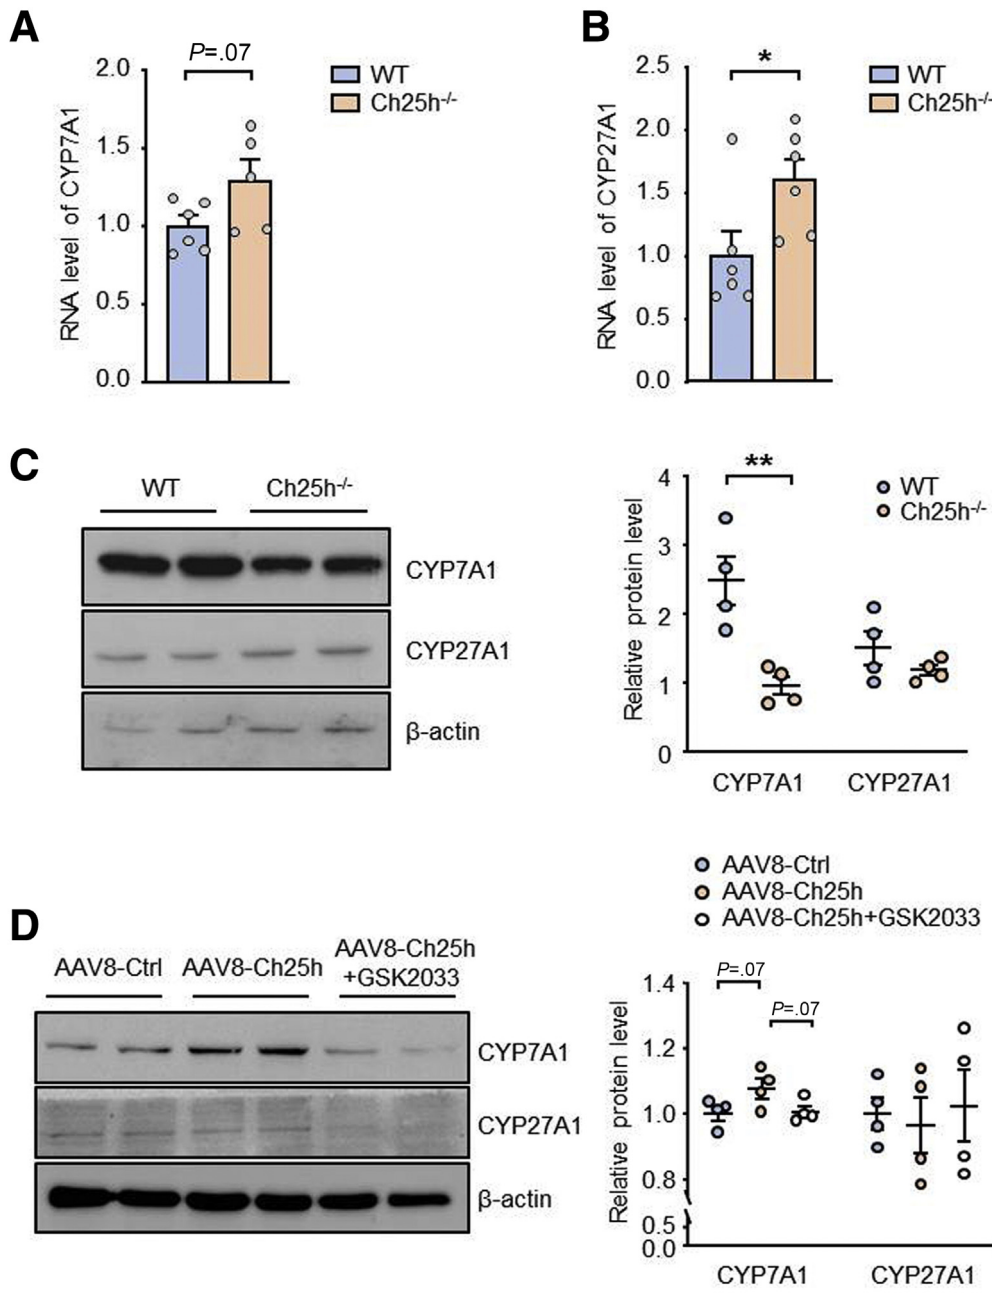 A
P=.07
WT
Ch25h-/-
RNA level of CYP7A1
2.0
1.5
1.0
0.5
0.0
B
*
WT
Ch25h-/-
RNA level of CYP27A1
2.5
2.0
1.5
1.0
0.5
0.0
C
WT
Ch25h-/-
CYP7A1
CYP27A1
β-actin
**
WT
Ch25h-/-
Relative protein level
4
3
2
1
0
CYP7A1
CYP27A1
D
AAV8-Ctrl
AAV8-Ch25h
AAV8-Ch25h
+GSK2033
CYP7A1
CYP27A1
β-actin
AAV8-Ctrl
AAV8-Ch25h
AAV8-Ch25h+GSK2033
P=.07
P=.07
Relative protein level
1.4
1.2
1.0
0.8
0.5
0.0
CYP7A1
CYP27A1